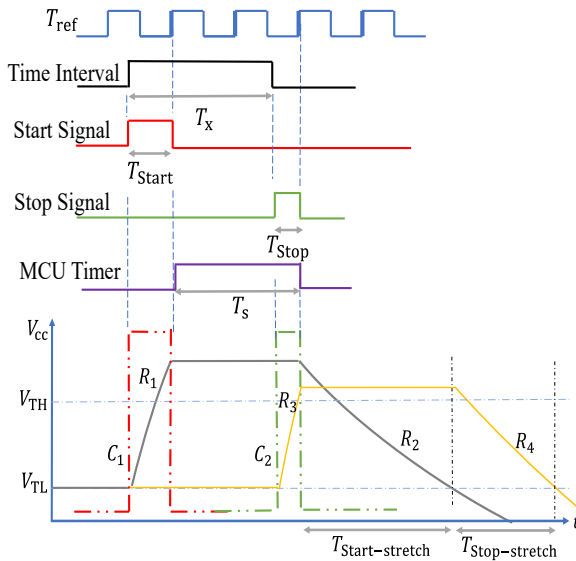 T_ref
Time Interval
T_x
Start Signal
T_Start
Stop Signal
T_Stop
MCU Timer
T_s
V_cc
R_1
V_TH
R_3
R_2
R_4
C_1
C_2
V_TL
t
T_Start−stretch
T_Stop−stretch